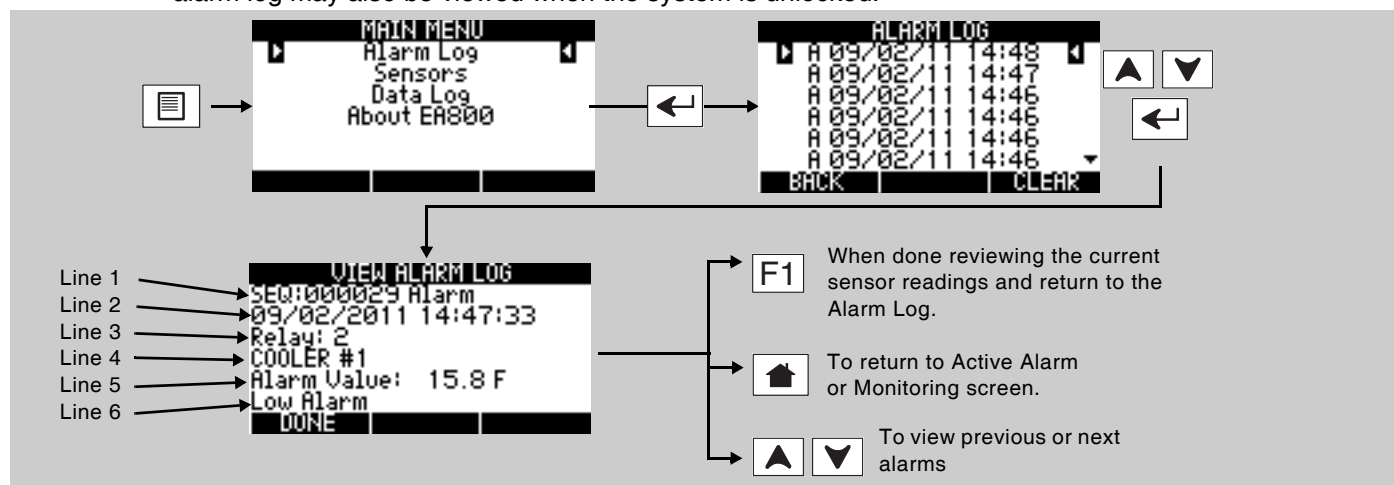 alarm log may also be viewed when the system is unlocked.
MAIN MENU
Alarm Log
Sensors
Data Log
About EA800
ALARM LOG
A 09/02/11 14:48
A 09/02/11 14:47
A 09/02/11 14:46
A 09/02/11 14:46
A 09/02/11 14:46
A 09/02/11 14:46
BACK CLEAR
Line 1
Line 2
Line 3
Line 4
Line 5
Line 6
VIEW ALARM LOG
SEQ:000029 Alarm
09/02/2011 14:47:33
Relay: 2
COOLER #1
Alarm Value: 15.8 F
Low Alarm
DONE
F1
When done reviewing the current
sensor readings and return to the
Alarm Log.
To return to Active Alarm
or Monitoring screen.
To view previous or next
alarms